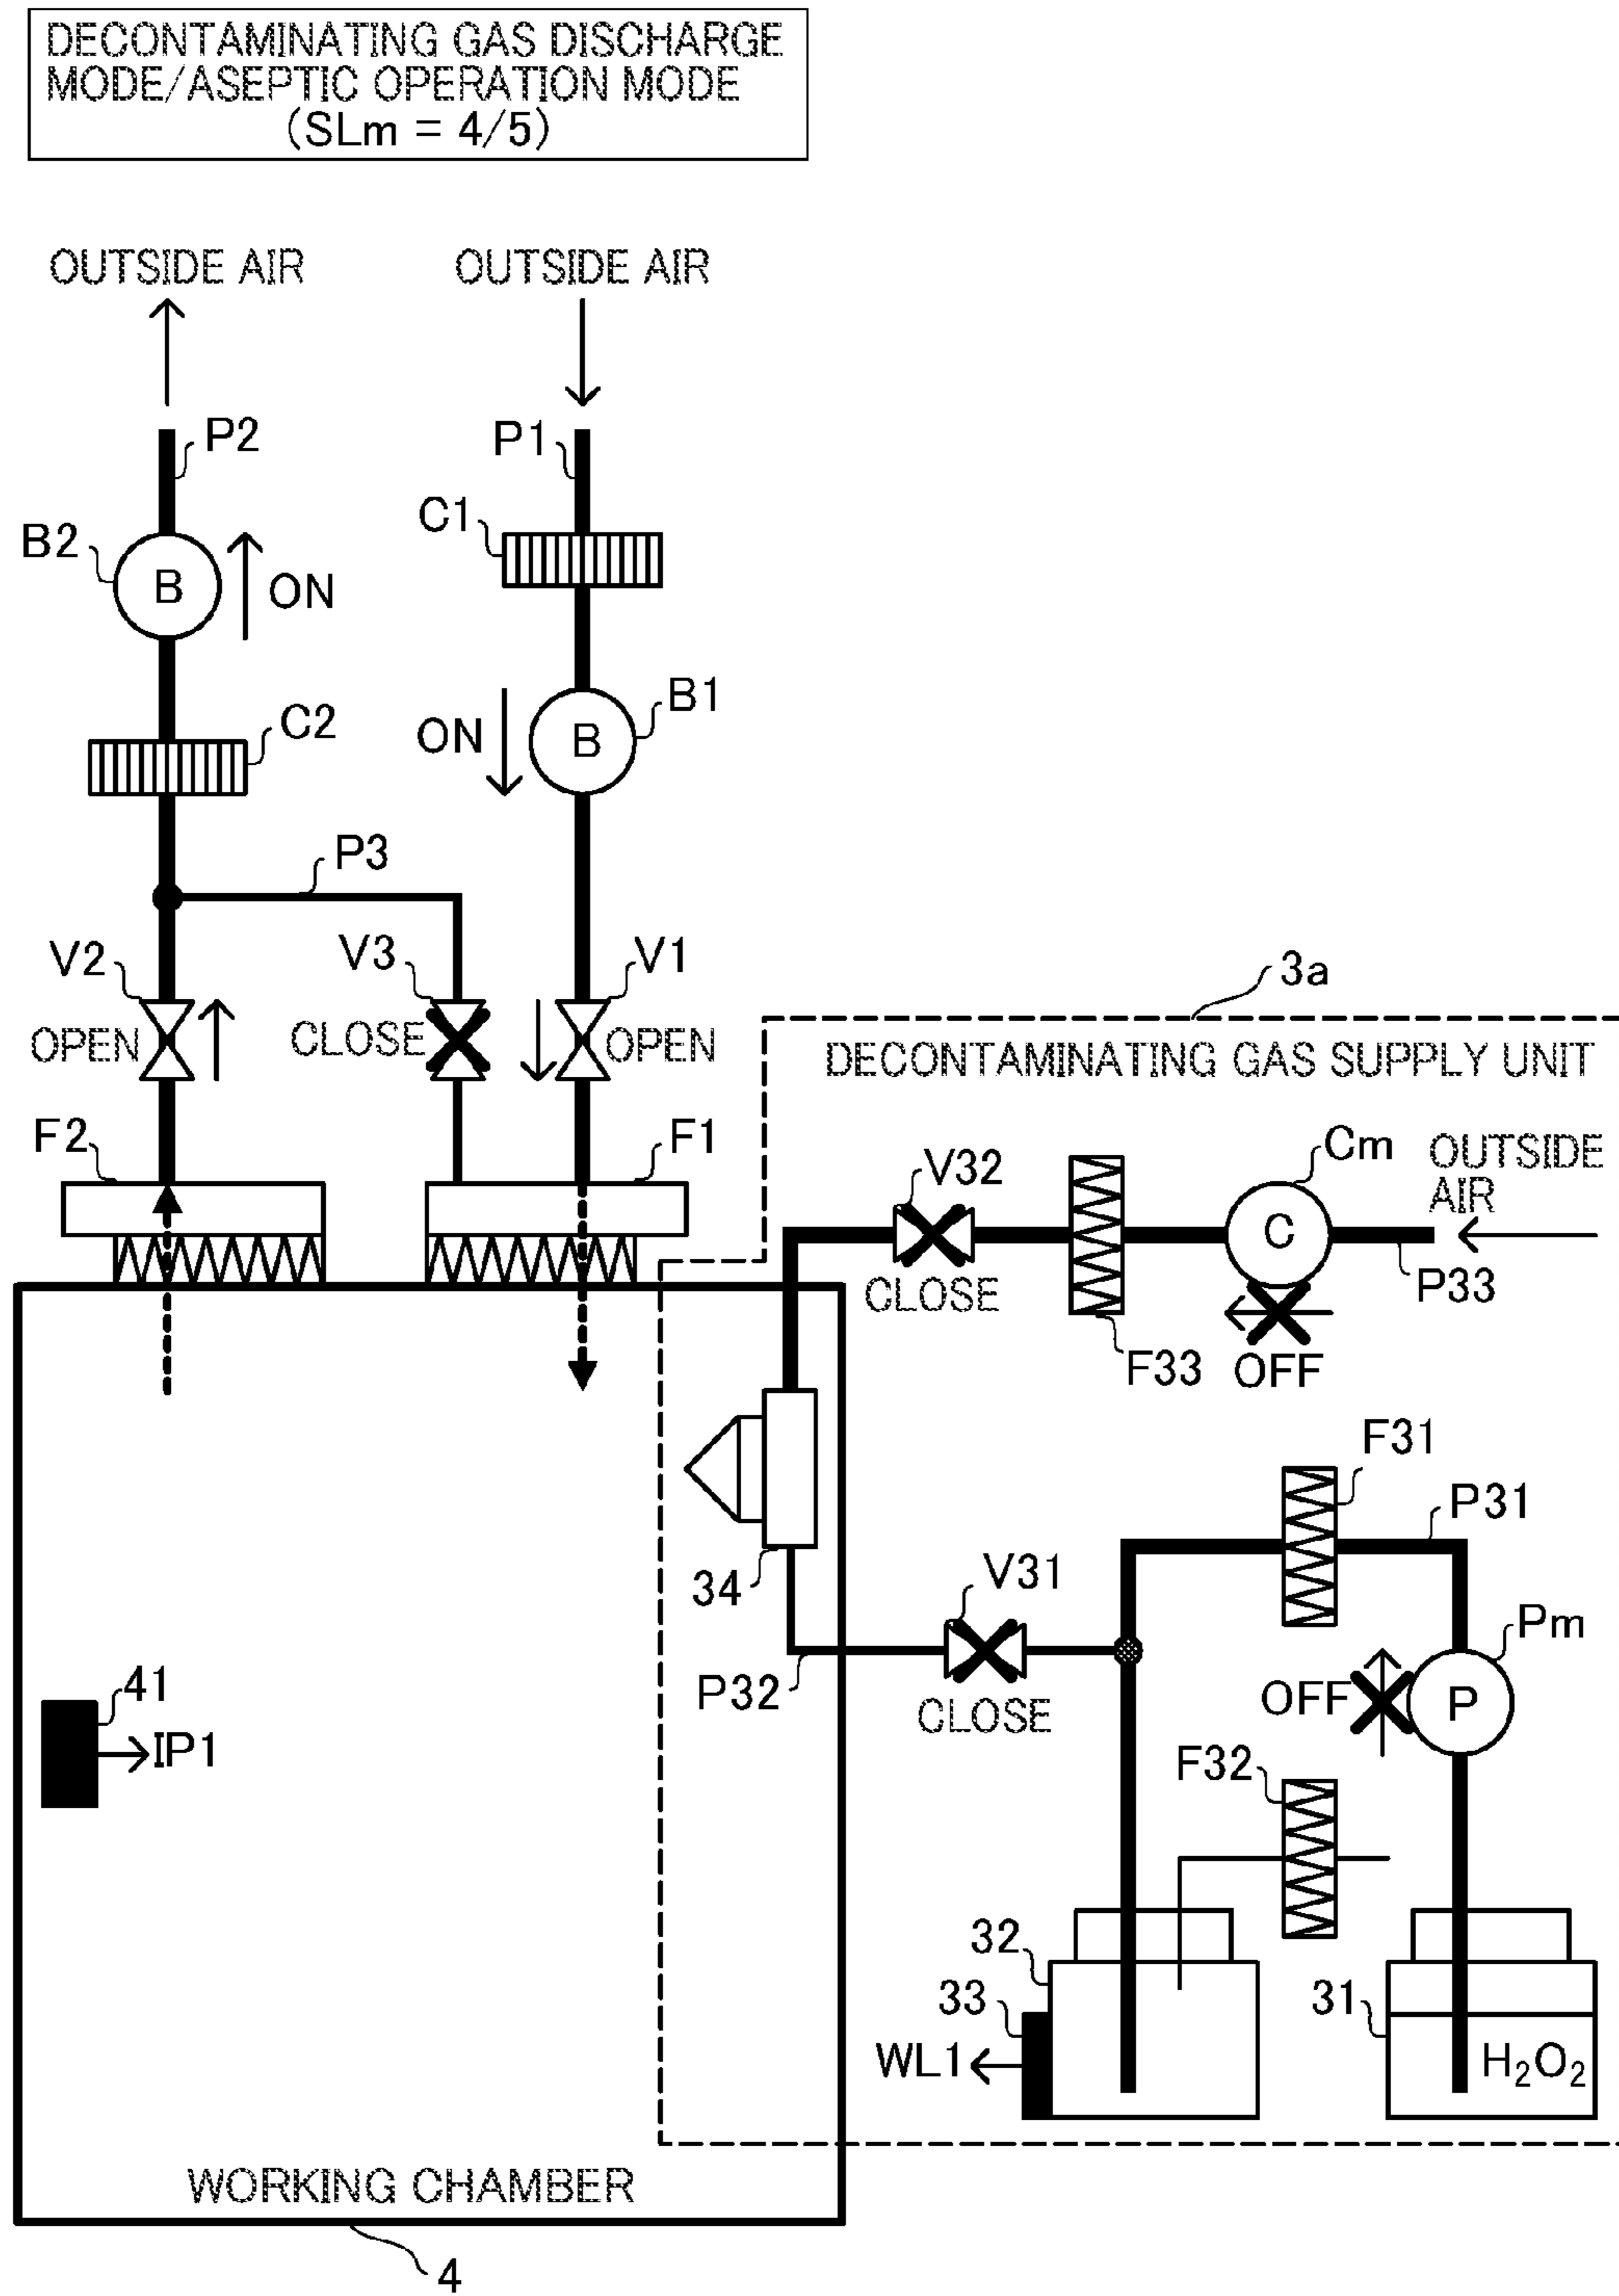 DECONTAMINATING GAS DISCHARGE
MODE/ASEPTIC OPERATION MODE
(SLm = 4/5)
OUTSIDE AIR
OUTSIDE AIR
P2
P1
C1
B2
B
ON
B1
C2
ON
B
P3
V2
V3
V1
3a
OPEN
CLOSE
OPEN
DECONTAMINATING GAS SUPPLY UNIT
F2
F1
Cm
OUTSIDE
AIR
V32
C
CLOSE
P33
F33
OFF
F31
P31
34
V31
Pm
P32
41
OFF
P
CLOSE
IP1
F32
32
33
31
WL1
H₂O₂
WORKING CHAMBER
4